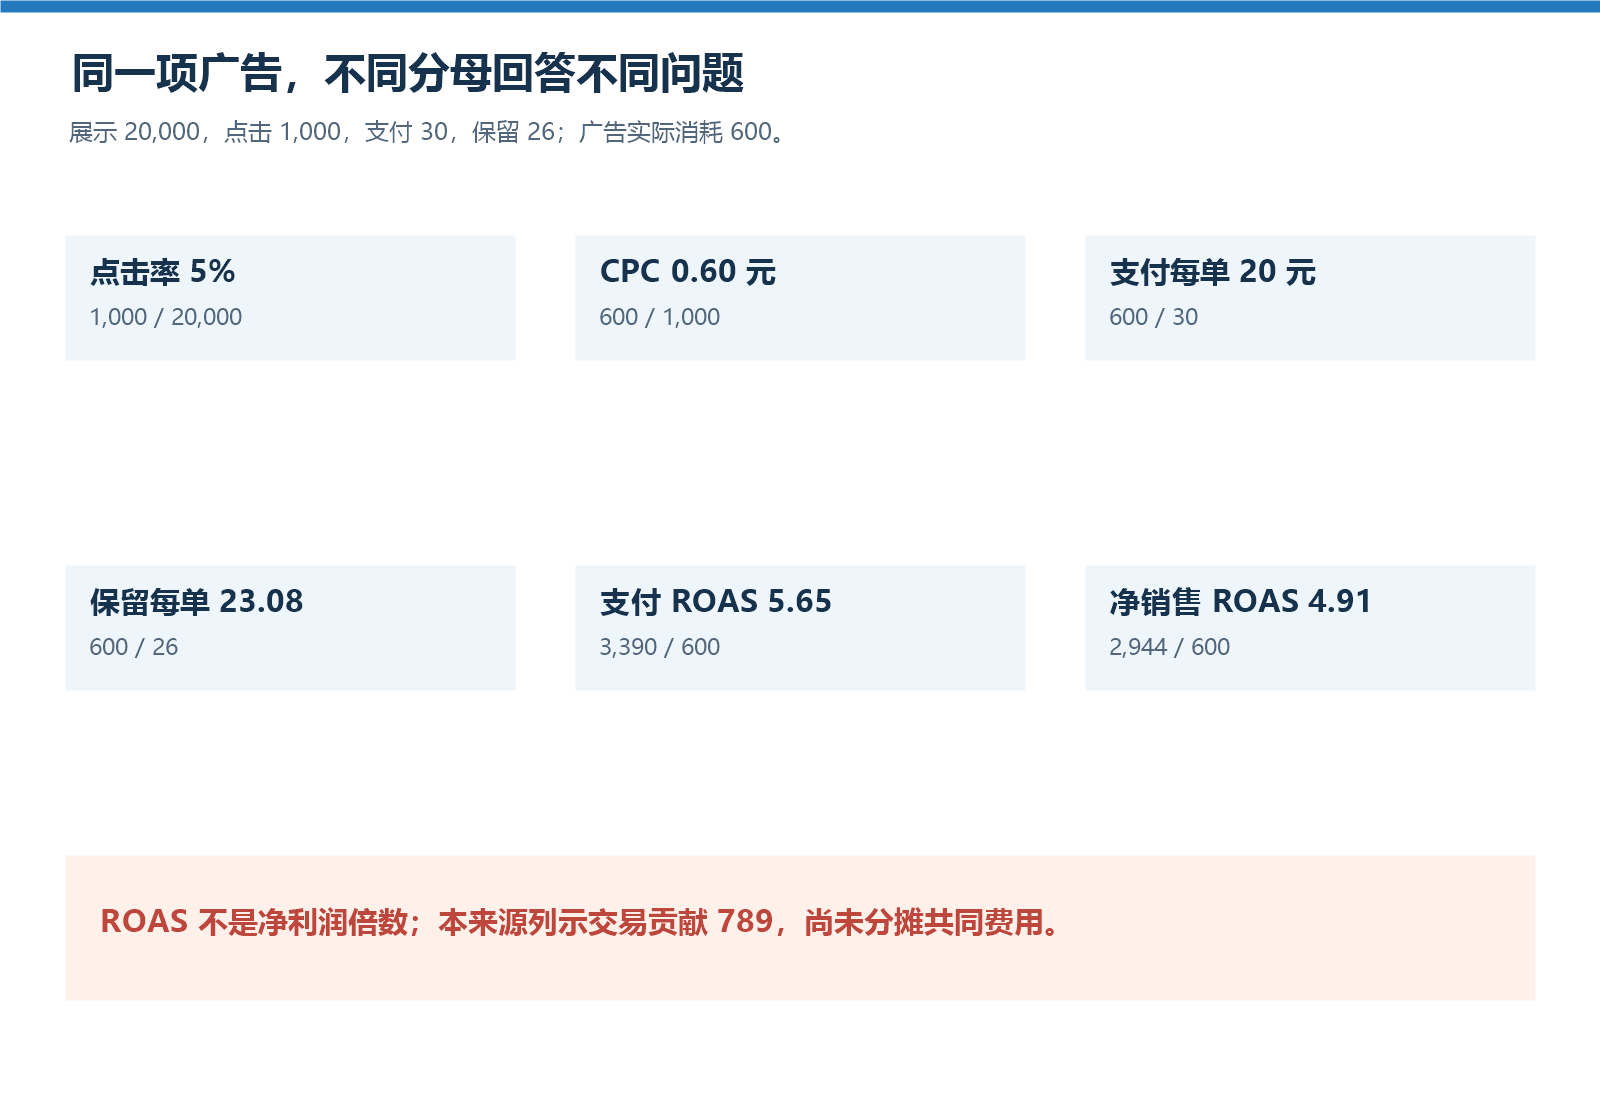 同一项广告，不同分母回答不同问题
展示 20,000，点击 1,000，支付 30，保留 26；广告实际消耗 600。
点击率 5%
1,000 / 20,000
CPC 0.60 元
600 / 1,000
支付每单 20 元
600 / 30
保留每单 23.08
600 / 26
支付 ROAS 5.65
3,390 / 600
净销售 ROAS 4.91
2,944 / 600
ROAS 不是净利润倍数；本来源列示交易贡献 789，尚未分摊共同费用。